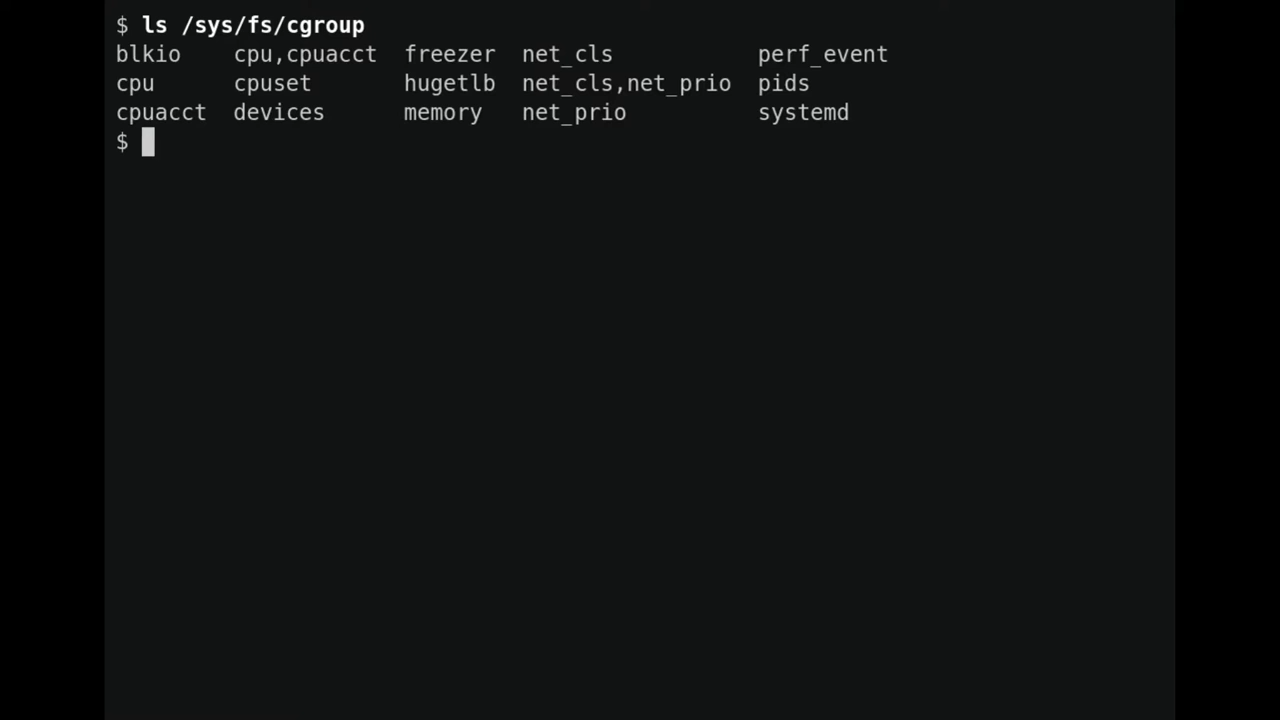 $ ls /sys/fs/cgroup
blkio    cpu,cpuacct  freezer  net_cls           perf_event
cpu      cpuset       hugetlb  net_cls,net_prio  pids
cpuacct  devices      memory   net_prio          systemd
$